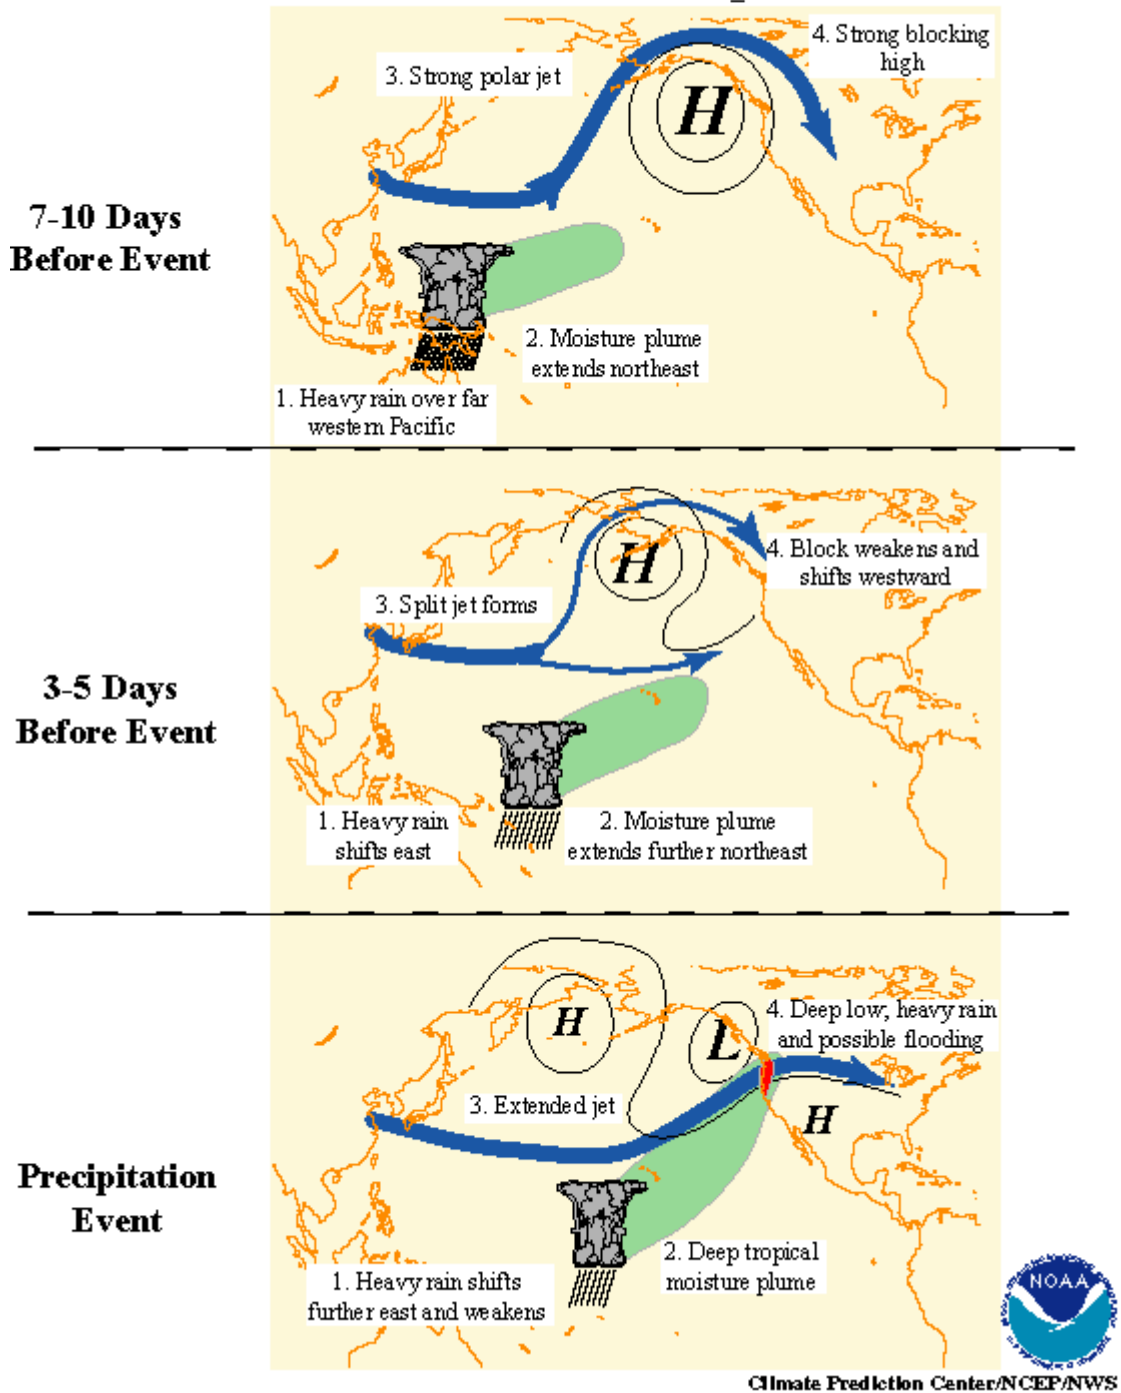 4. Strong blocking
high
3. Strong polar jet
H
7-10 Days
Before Event
2. Moisture plume
extends northeast
1. Heavy rain over far
western Pacific
H
4. Block weakens and
shifts westward
3. Split jet forms
3-5 Days
Before Event
1. Heavy rain
shifts east
2. Moisture plume
extends further northeast
H
L
4. Deep low, heavy rain
and possible flooding
3. Extended jet
H
Precipitation
Event
2. Deep tropical
moisture plume
1. Heavy rain shifts
further east and weakens
NOAA
Climate Prediction Center/NCEP/NWS